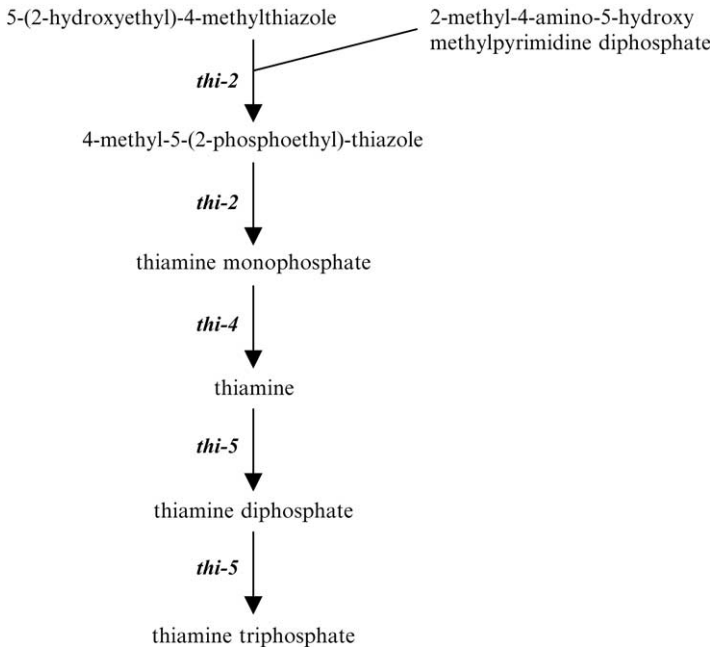 5-(2-hydroxyethyl)-4-methylthiazole
2-methyl-4-amino-5-hydroxy
methylpyrimidine diphosphate
thi-2
4-methyl-5-(2-phosphoethyl)-thiazole
thi-2
thiamine monophosphate
thi-4
thiamine
thi-5
thiamine diphosphate
thi-5
thiamine triphosphate